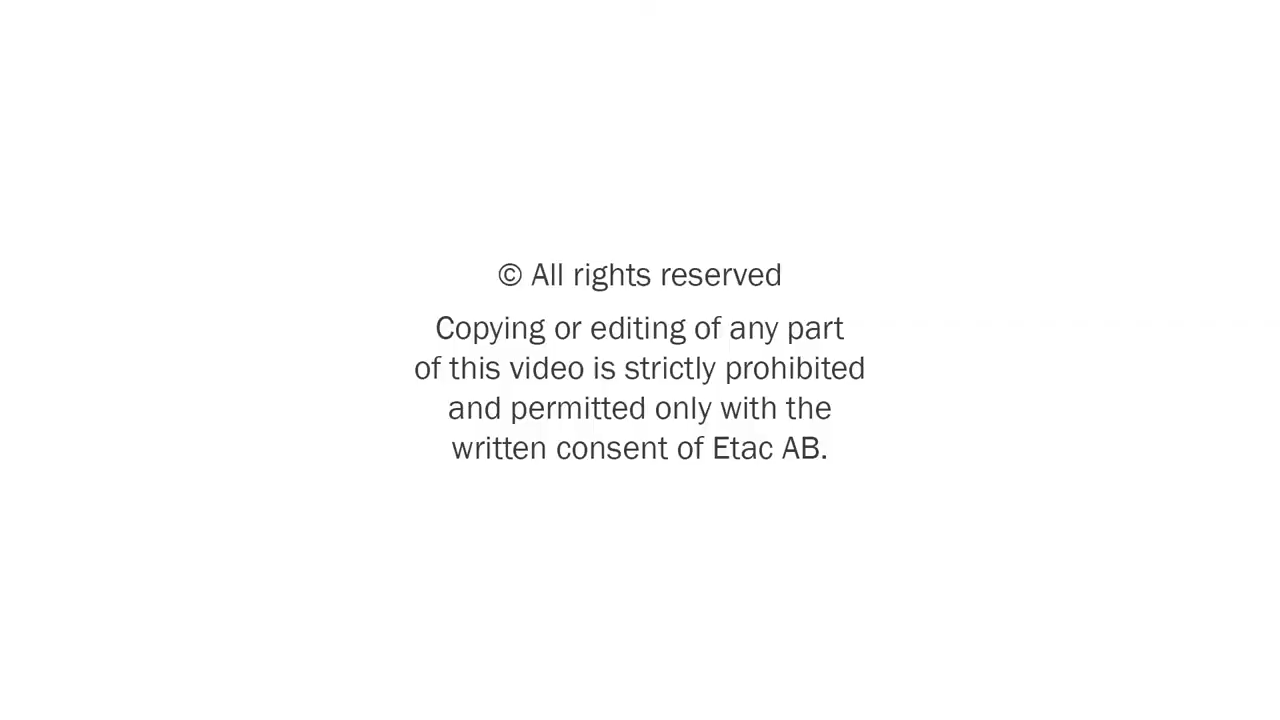 © All rights reserved
Copying or editing of any part
of this video is strictly prohibited
and permitted only with the
written consent of Etac AB.